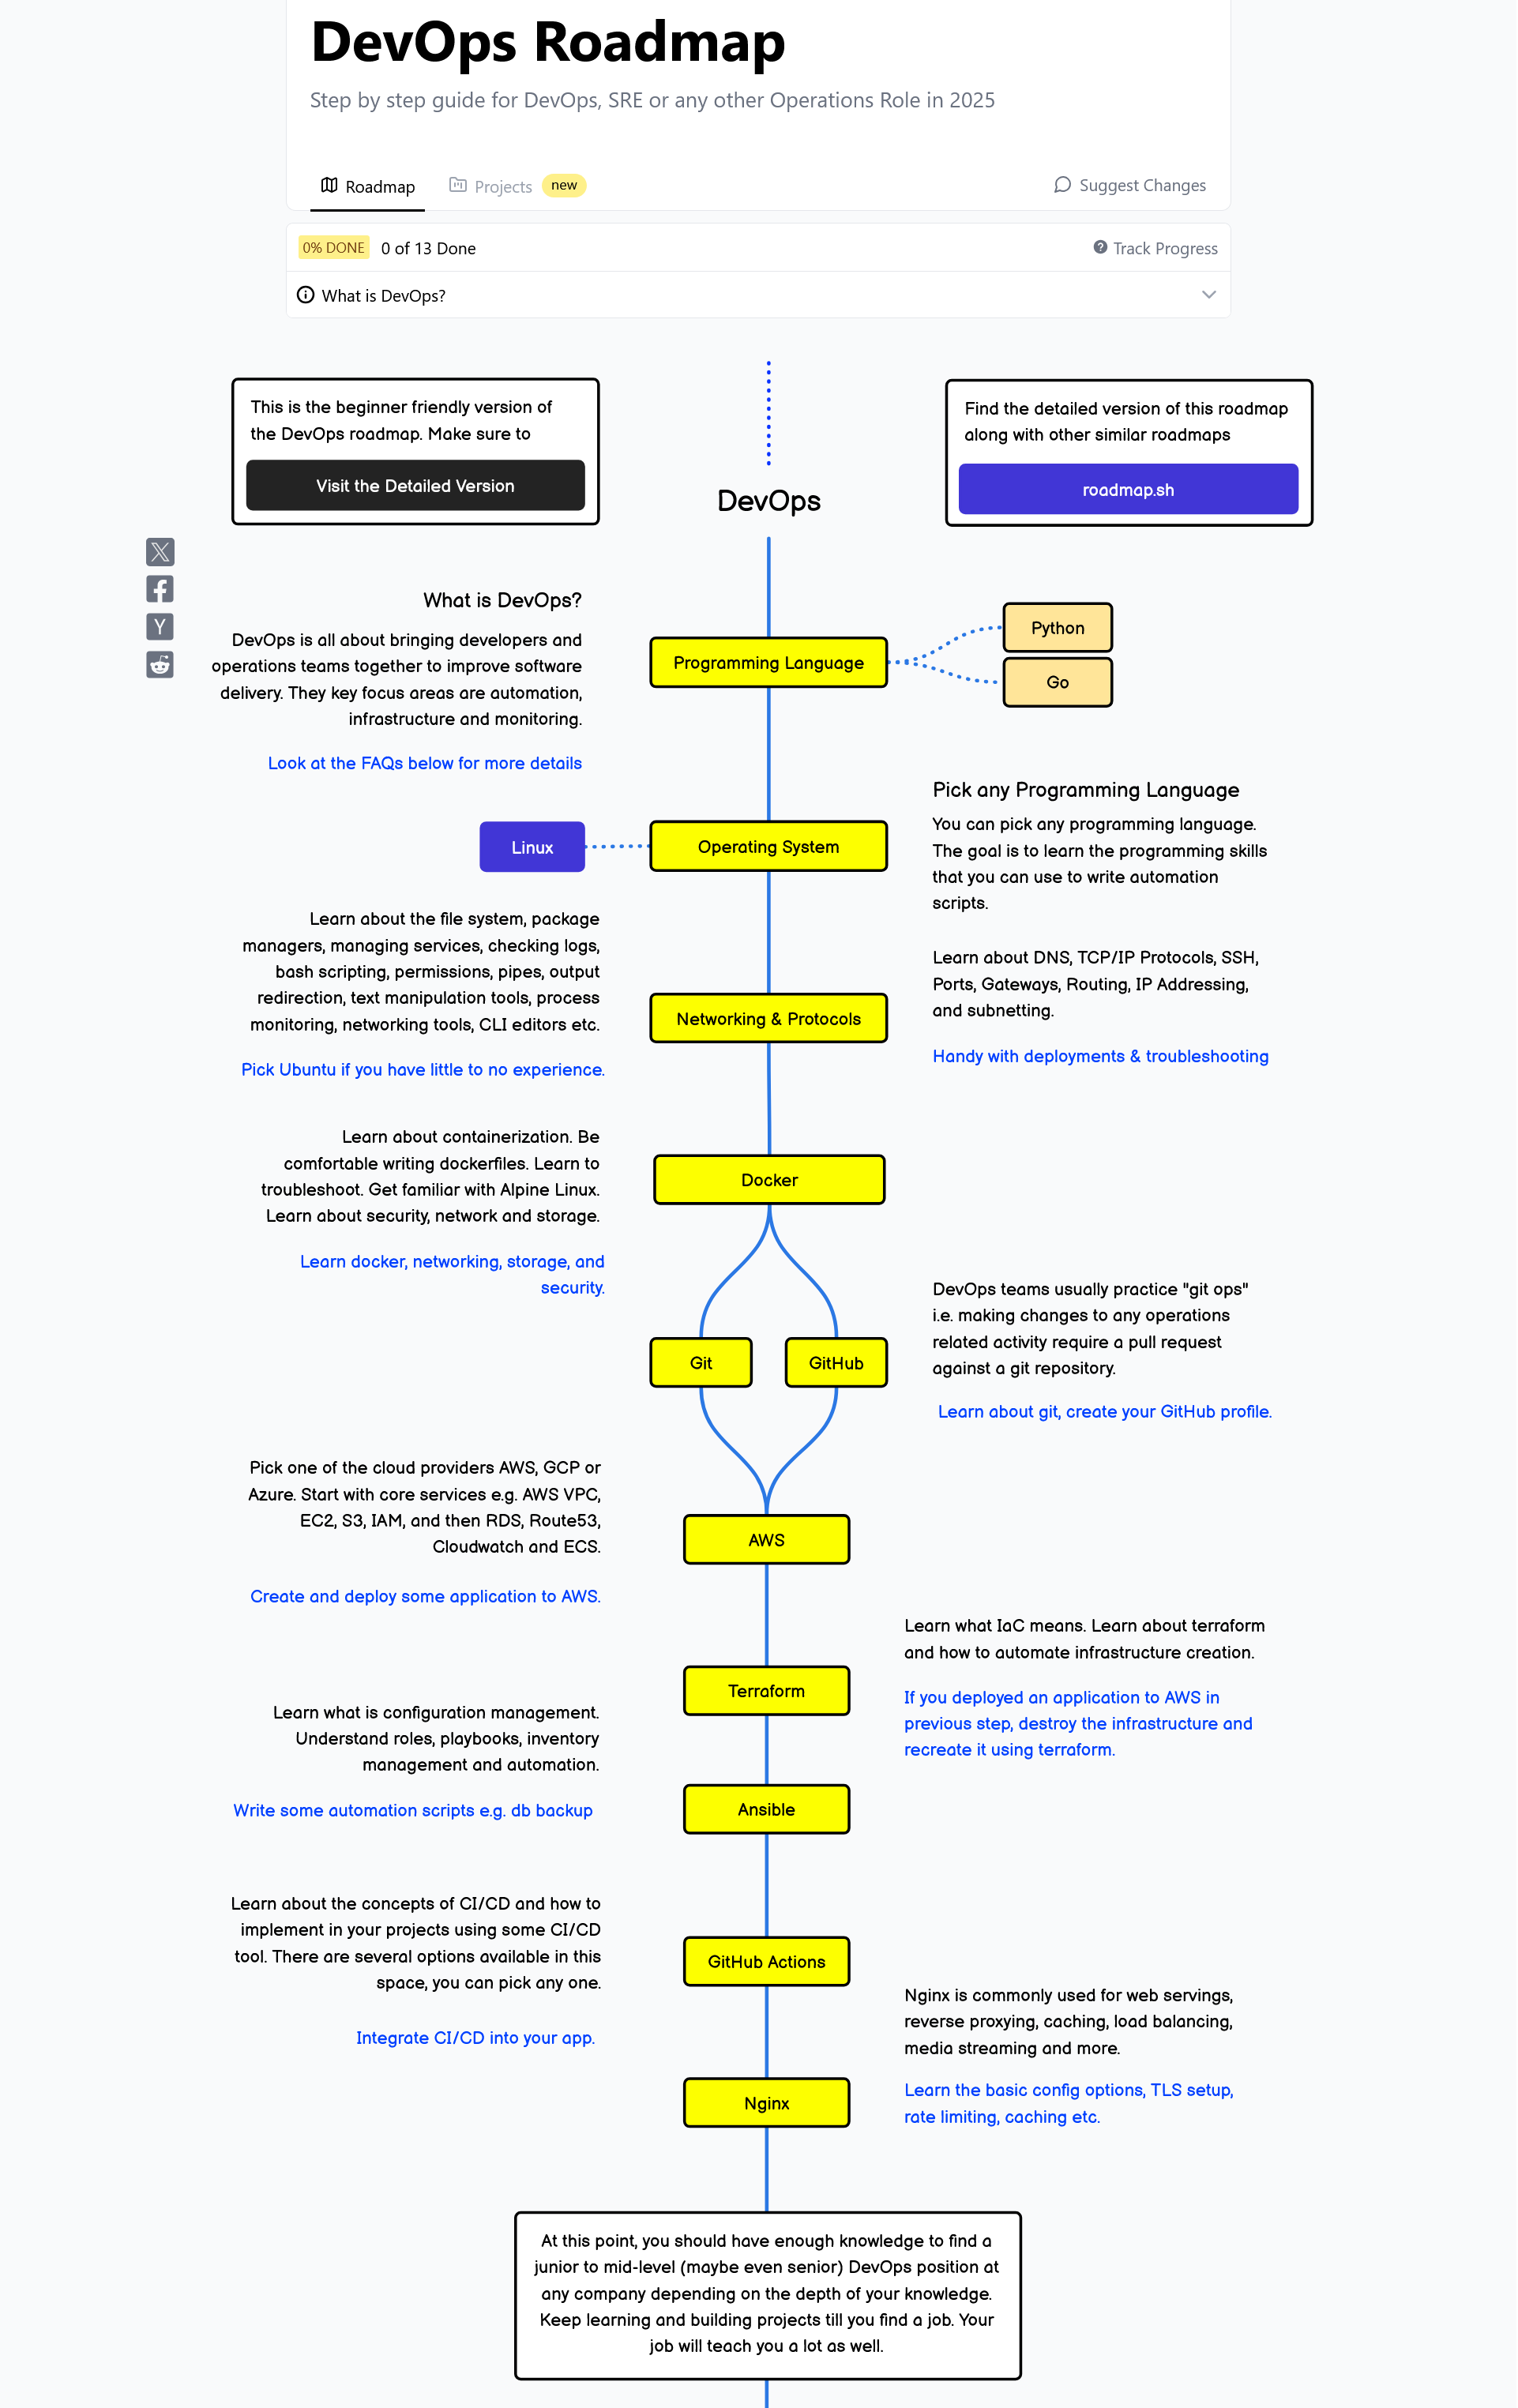 DevOps Roadmap
Step by step guide for DevOps, SRE or any other Operations Role in 2025
Roadmap
Projects
new
Suggest Changes
0% DONE
0 of 13 Done
Track Progress
What is DevOps?
This is the beginner friendly version of
the DevOps roadmap. Make sure to
Visit the Detailed Version
Find the detailed version of this roadmap
along with other similar roadmaps
roadmap.sh
DevOps
What is DevOps?
DevOps is all about bringing developers and
operations teams together to improve software
delivery. They key focus areas are automation,
infrastructure and monitoring.
Look at the FAQs below for more details
Programming Language
Python
Go
Pick any Programming Language
You can pick any programming language.
The goal is to learn the programming skills
that you can use to write automation
scripts.
Linux
Operating System
Learn about the file system, package
managers, managing services, checking logs,
bash scripting, permissions, pipes, output
redirection, text manipulation tools, process
monitoring, networking tools, CLI editors etc.
Pick Ubuntu if you have little to no experience.
Networking & Protocols
Learn about DNS, TCP/IP Protocols, SSH,
Ports, Gateways, Routing, IP Addressing,
and subnetting.
Handy with deployments & troubleshooting
Learn about containerization. Be
comfortable writing dockerfiles. Learn to
troubleshoot. Get familiar with Alpine Linux.
Learn about security, network and storage.
Learn docker, networking, storage, and
security.
Docker
Git
GitHub
DevOps teams usually practice "git ops"
i.e. making changes to any operations
related activity require a pull request
against a git repository.
Learn about git, create your GitHub profile.
Pick one of the cloud providers AWS, GCP or
Azure. Start with core services e.g. AWS VPC,
EC2, S3, IAM, and then RDS, Route53,
Cloudwatch and ECS.
Create and deploy some application to AWS.
AWS
Learn what IaC means. Learn about terraform
and how to automate infrastructure creation.
If you deployed an application to AWS in
previous step, destroy the infrastructure and
recreate it using terraform.
Terraform
Learn what is configuration management.
Understand roles, playbooks, inventory
management and automation.
Write some automation scripts e.g. db backup
Ansible
Learn about the concepts of CI/CD and how to
implement in your projects using some CI/CD
tool. There are several options available in this
space, you can pick any one.
Integrate CI/CD into your app.
GitHub Actions
Nginx is commonly used for web servings,
reverse proxying, caching, load balancing,
media streaming and more.
Learn the basic config options, TLS setup,
rate limiting, caching etc.
Nginx
At this point, you should have enough knowledge to find a
junior to mid-level (maybe even senior) DevOps position at
any company depending on the depth of your knowledge.
Keep learning and building projects till you find a job. Your
job will teach you a lot as well.